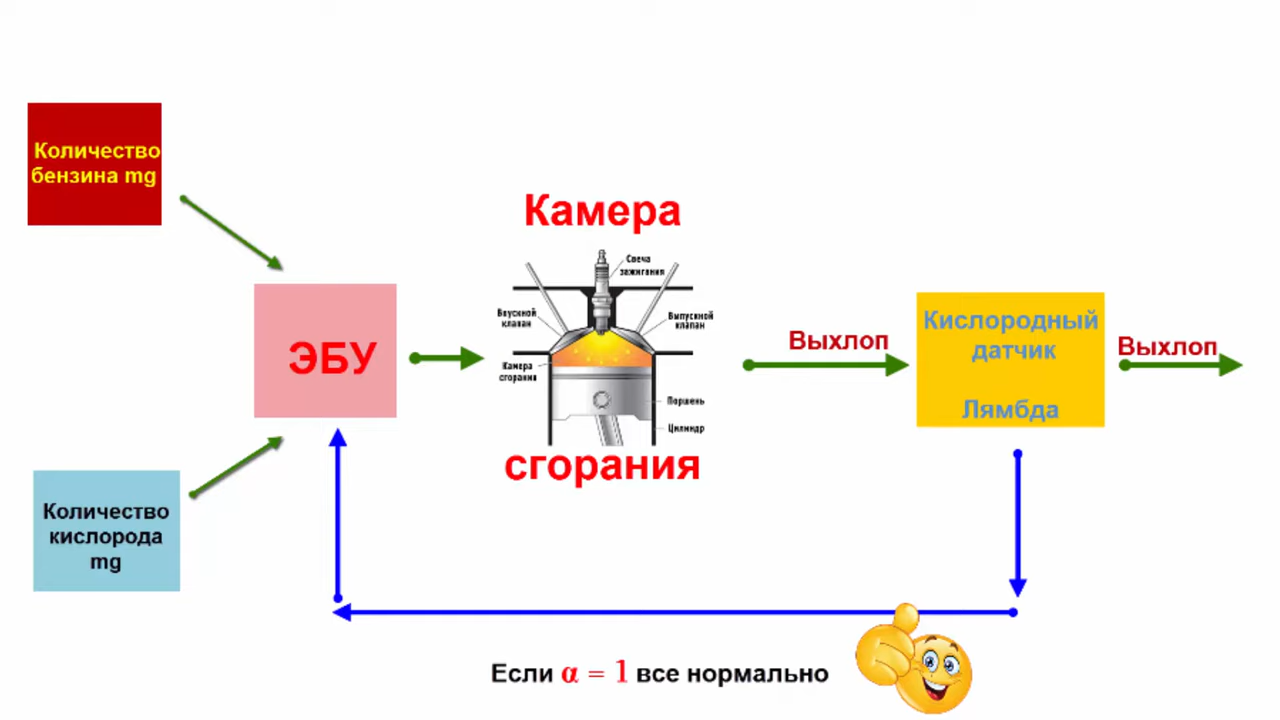 Количество
бензина mg
Камера
Свеча
зажигания
Впускной
клапан
Выпускной
клапан
ЭБУ
Камера
сгорания
Поршень
Цилиндр
сгорания
Выхлоп
Кислородный
датчик
Лямбда
Выхлоп
Количество
кислорода
mg
Если α = 1 все нормально